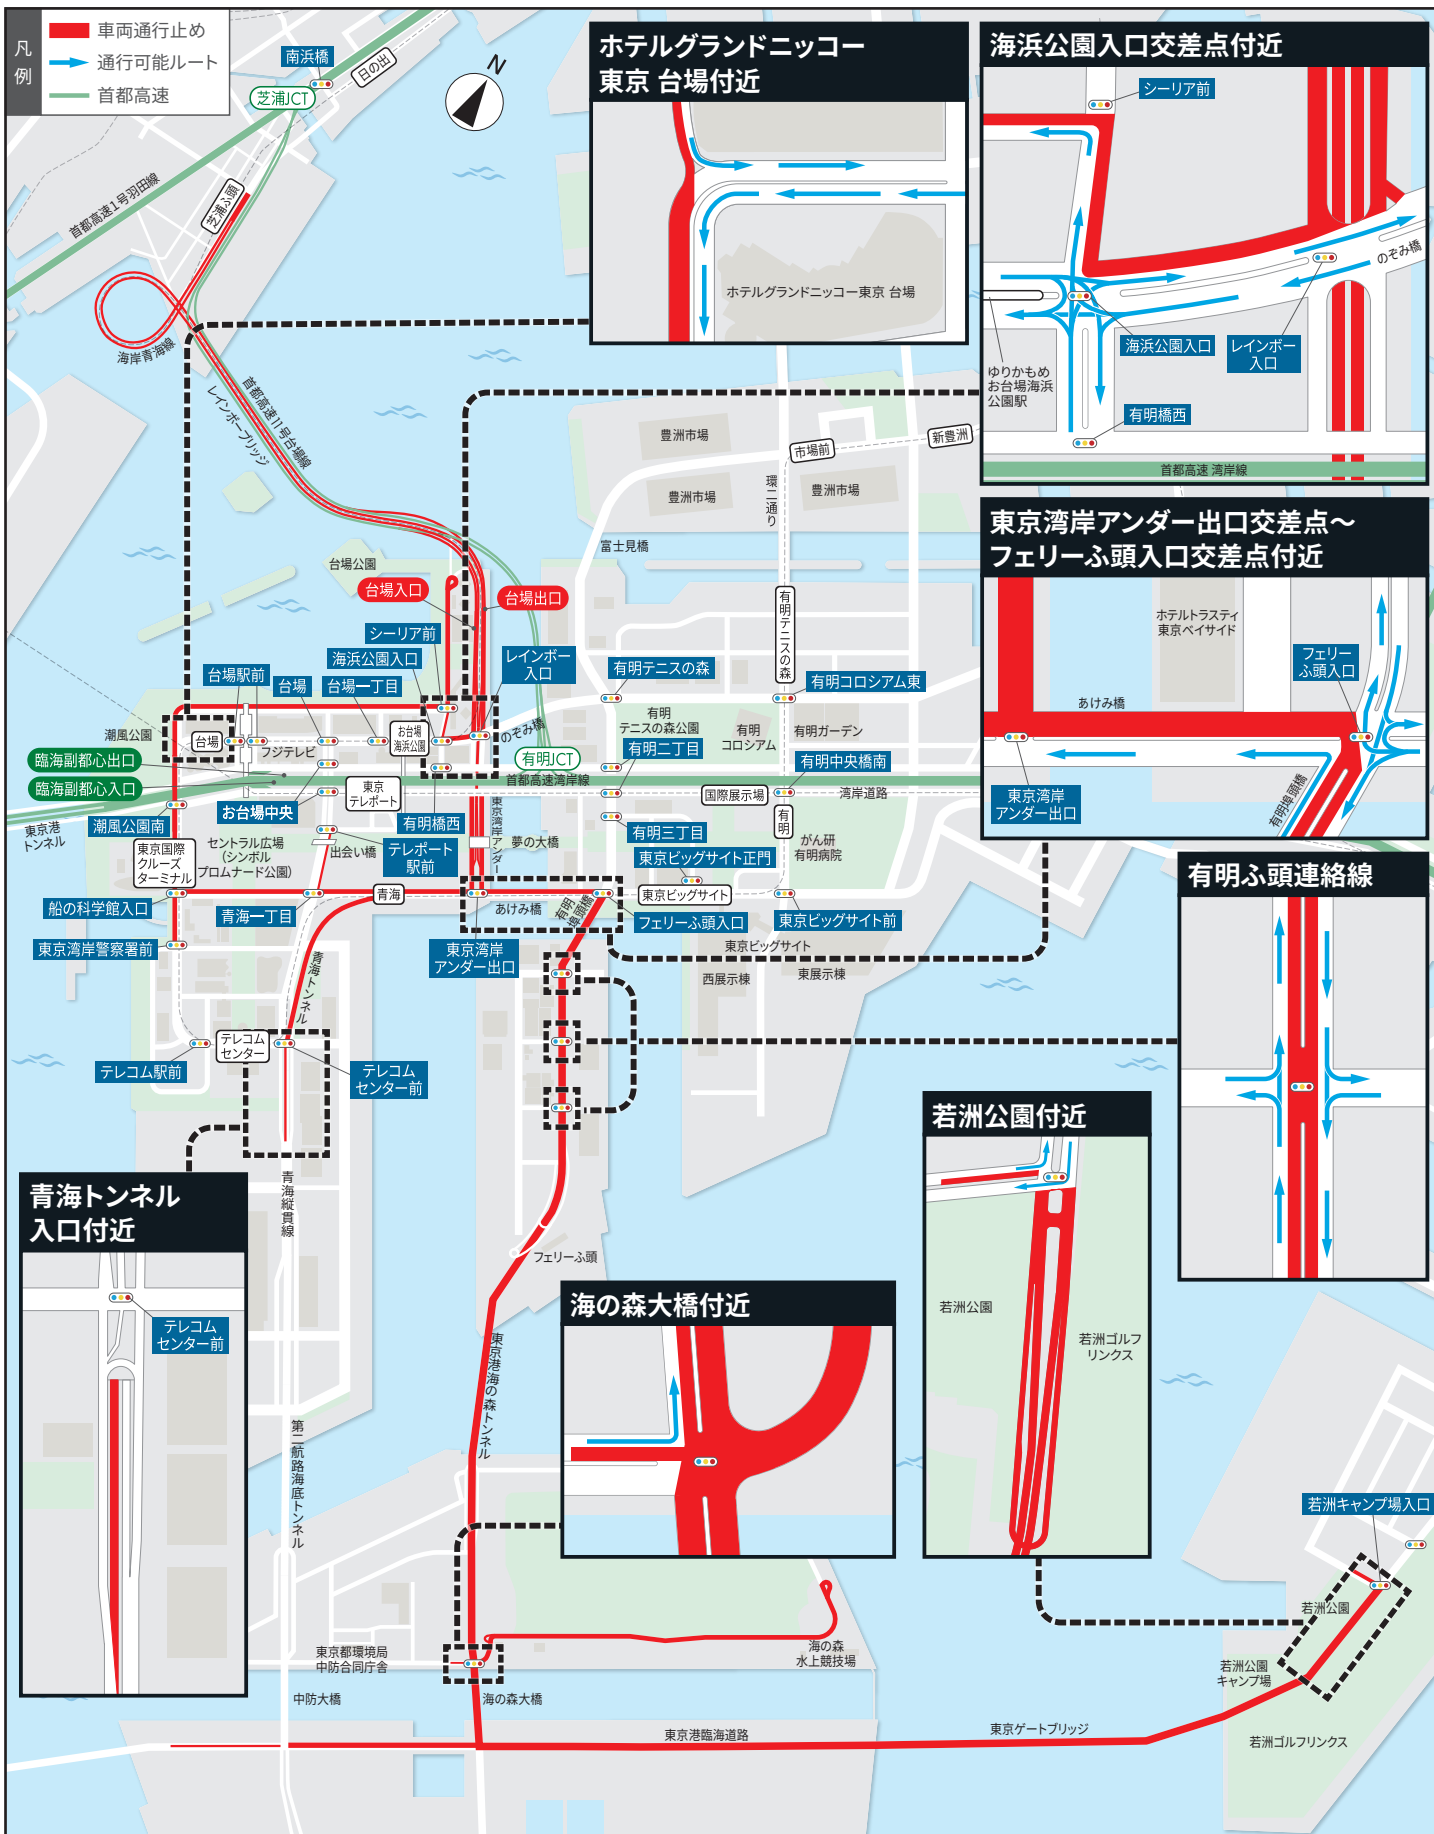 凡
例
車両通行止め
通行可能ルート
首都高速
南浜橋
日の出
芝浦JCT
N
首都高速1号羽田線
芝浦ふ頭
海岸青海線
首都高速11号台場線
レインボーブリッジ
ホテルグランドニッコー
東京 台場付近
ホテルグランドニッコー東京 台場
海浜公園入口交差点付近
シーリア前
のぞみ橋
海浜公園入口
レインボー
入口
ゆりかもめ
お台場海浜
公園駅
有明橋西
首都高速 湾岸線
東京湾岸アンダー出口交差点～
フェリーふ頭入口交差点付近
ホテルトラスティ
東京ベイサイド
フェリー
ふ頭入口
あけみ橋
東京湾岸
アンダー出口
有明埠頭橋
豊洲市場
市場前
新豊洲
豊洲市場
豊洲市場
環二通り
富士見橋
台場公園
台場入口
台場出口
有明テニスの森
シーリア前
海浜公園入口
レインボー
入口
台場駅前
台場
台場一丁目
有明テニスの森
有明コロシアム東
潮風公園
台場
フジテレビ
お台場
海浜公園
のぞみ橋
有明
テニスの森公園
有明
コロシアム
有明ガーデン
臨海副都心出口
臨海副都心入口
有明JCT
有明二丁目
有明中央橋南
首都高速湾岸線
東京
テレポート
国際展示場
湾岸道路
東京港
トンネル
潮風公園南
お台場中央
有明橋西
東京湾岸アンダー
夢の大橋
有明三丁目
有明
がん研
有明病院
東京国際
クルーズ
ターミナル
セントラル広場
(シンボル
プロムナード公園)
出会い橋
テレポート
駅前
東京ビッグサイト正門
船の科学館入口
青海一丁目
青海
あけみ橋
有明
埠頭橋
東京ビッグサイト
フェリーふ頭入口
東京ビッグサイト前
東京湾岸警察署前
青海トンネル
東京湾岸
アンダー出口
東京ビッグサイト
西展示棟
東展示棟
有明ふ頭連絡線
テレコム駅前
テレコム
センター
テレコム
センター前
若洲公園付近
若洲公園
若洲ゴルフ
リンクス
青海トンネル
入口付近
テレコム
センター前
青海縦貫線
フェリーふ頭
海の森大橋付近
東京港海の森トンネル
第二航路海底トンネル
若洲キャンプ場入口
若洲公園
若洲公園
キャンプ場
若洲ゴルフリンクス
東京都環境局
中防合同庁舎
海の森
水上競技場
中防大橋
海の森大橋
東京港臨海道路
東京ゲートブリッジ